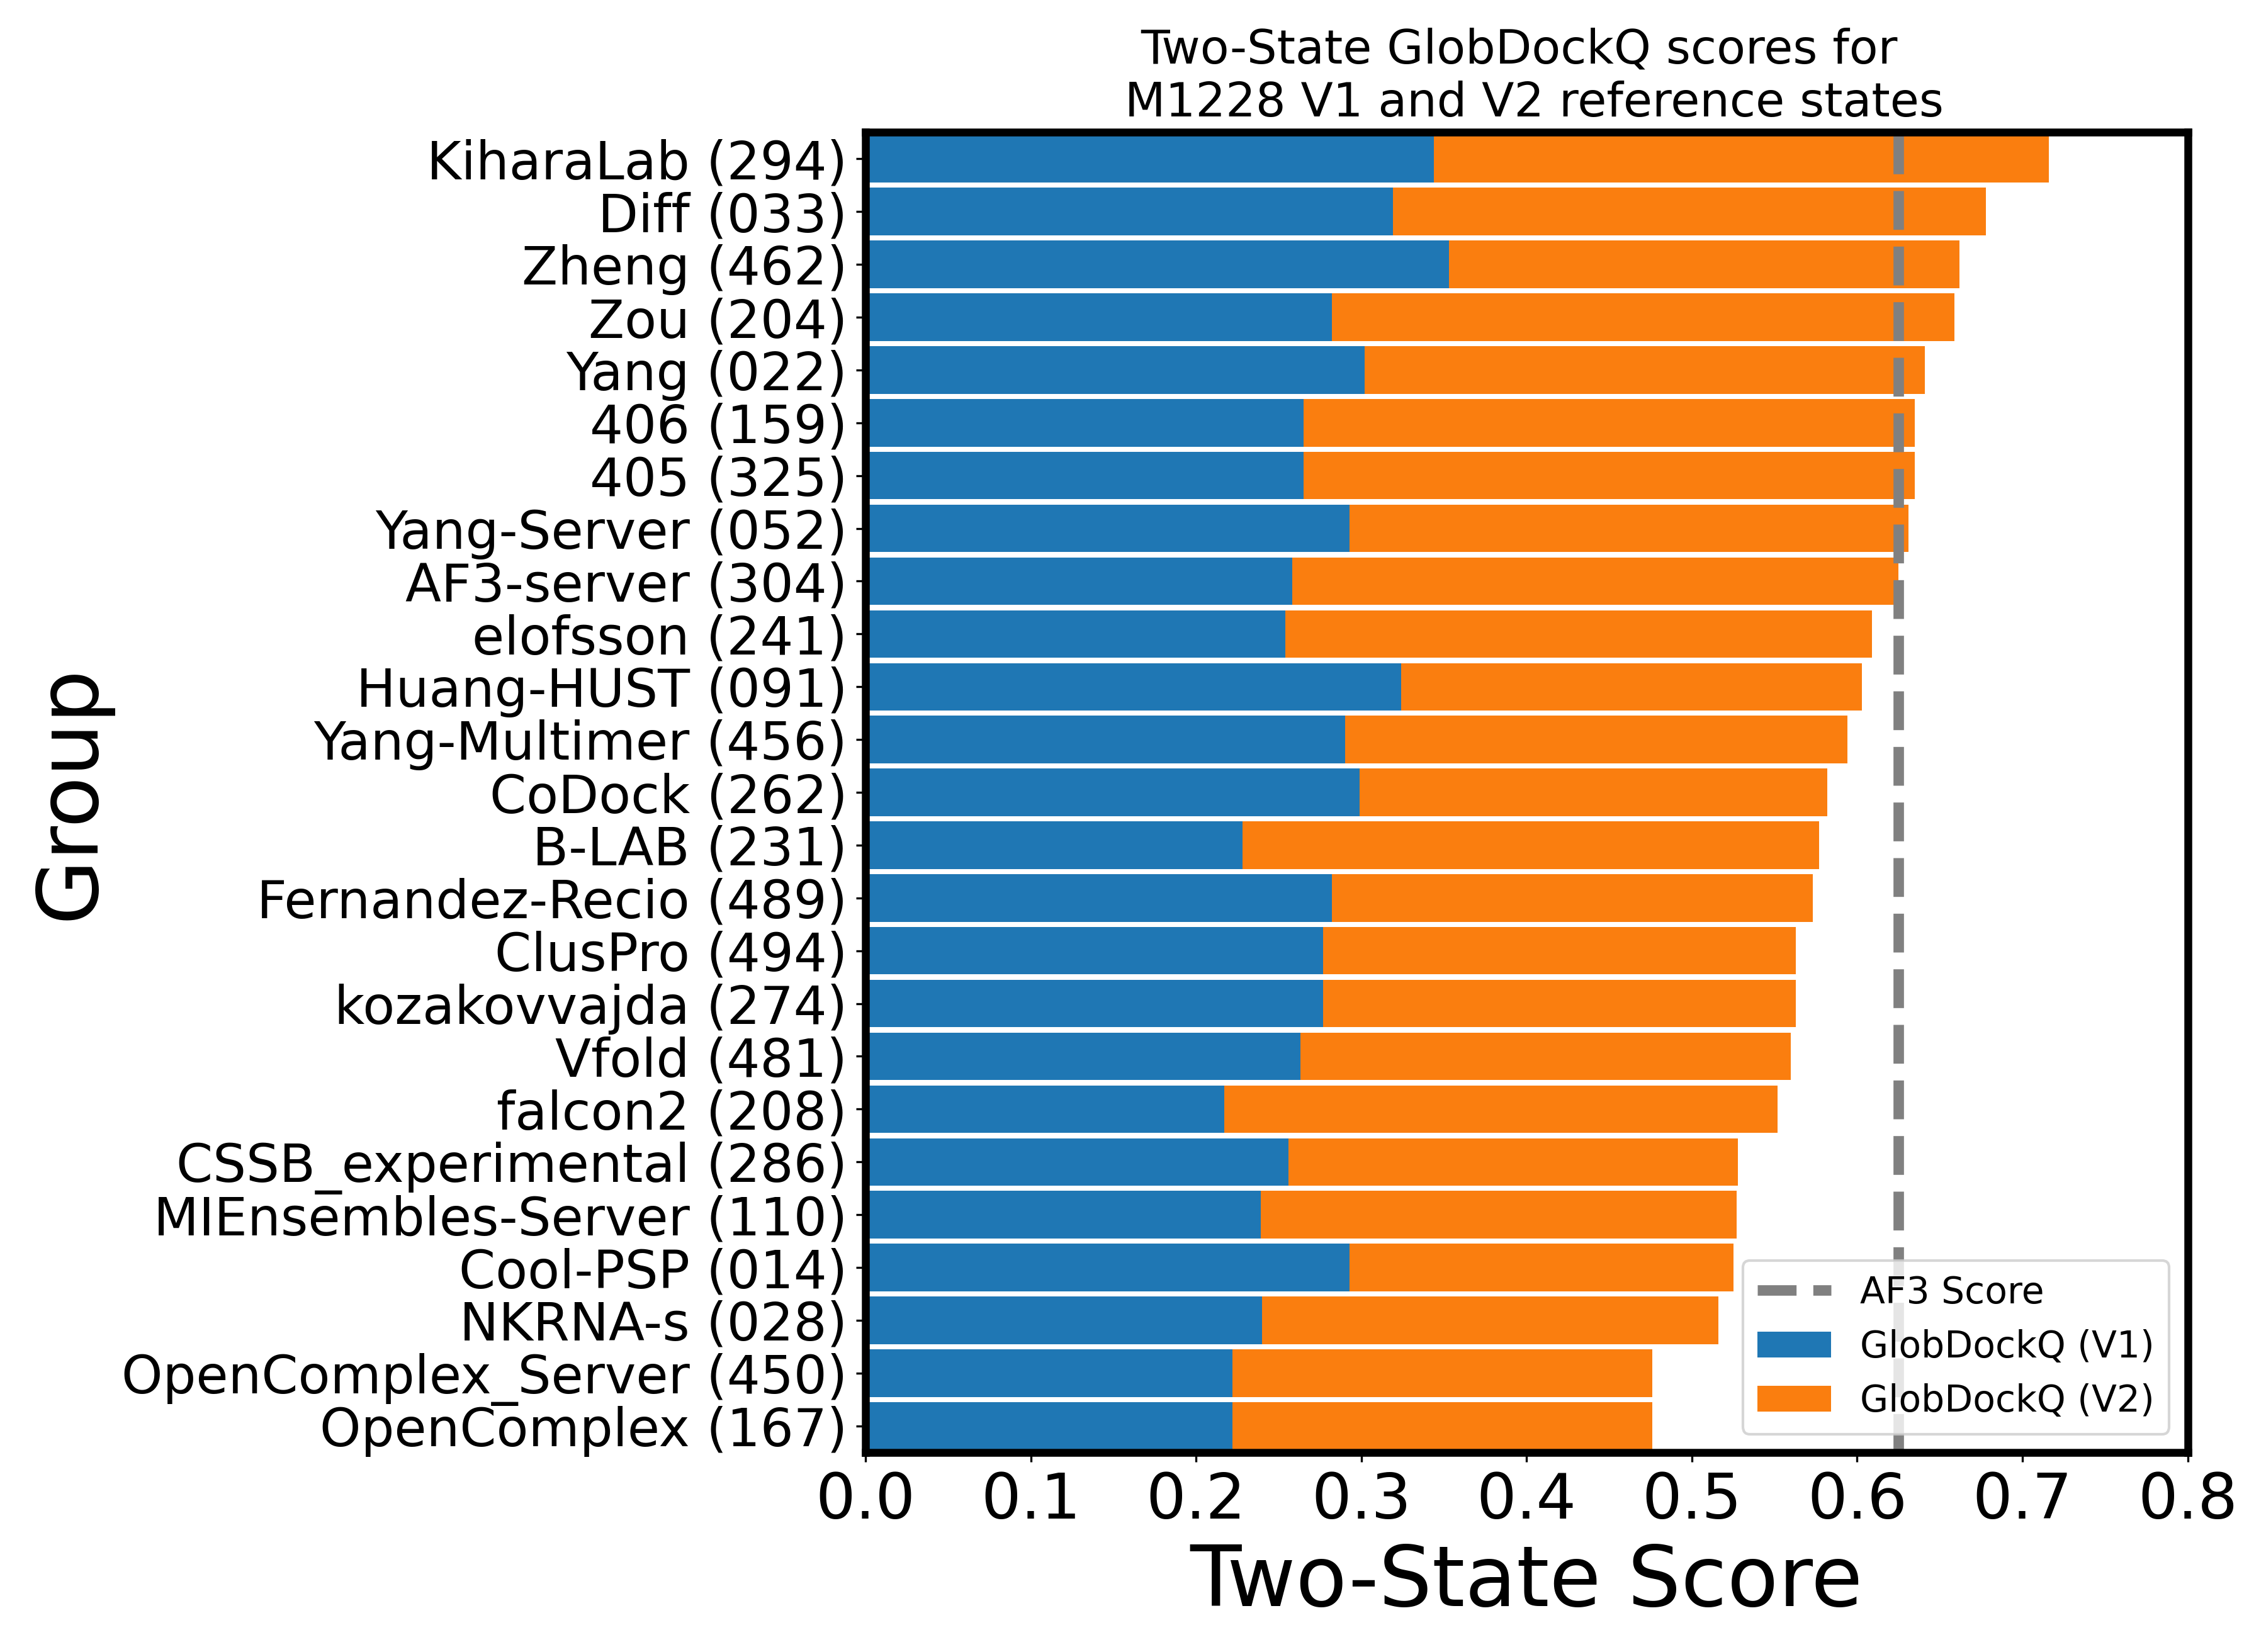 Two-State GlobDockQ scores for
M1228 V1 and V2 reference states
KiharaLab (294)
Diff (033)
Zheng (462)
Zou (204)
Yang (022)
406 (159)
405 (325)
Yang-Server (052)
AF3-server (304)
elofsson (241)
Huang-HUST (091)
Yang-Multimer (456)
CoDock (262)
B-LAB (231)
Fernandez-Recio (489)
ClusPro (494)
kozakovvajda (274)
Vfold (481)
falcon2 (208)
CSSB_experimental (286)
MIEnsembles-Server (110)
Cool-PSP (014)
NKRNA-s (028)
OpenComplex_Server (450)
OpenComplex (167)
Group
AF3 Score
GlobDockQ (V1)
GlobDockQ (V2)
0.0 0.1 0.2 0.3 0.4 0.5 0.6 0.7 0.8
Two-State Score